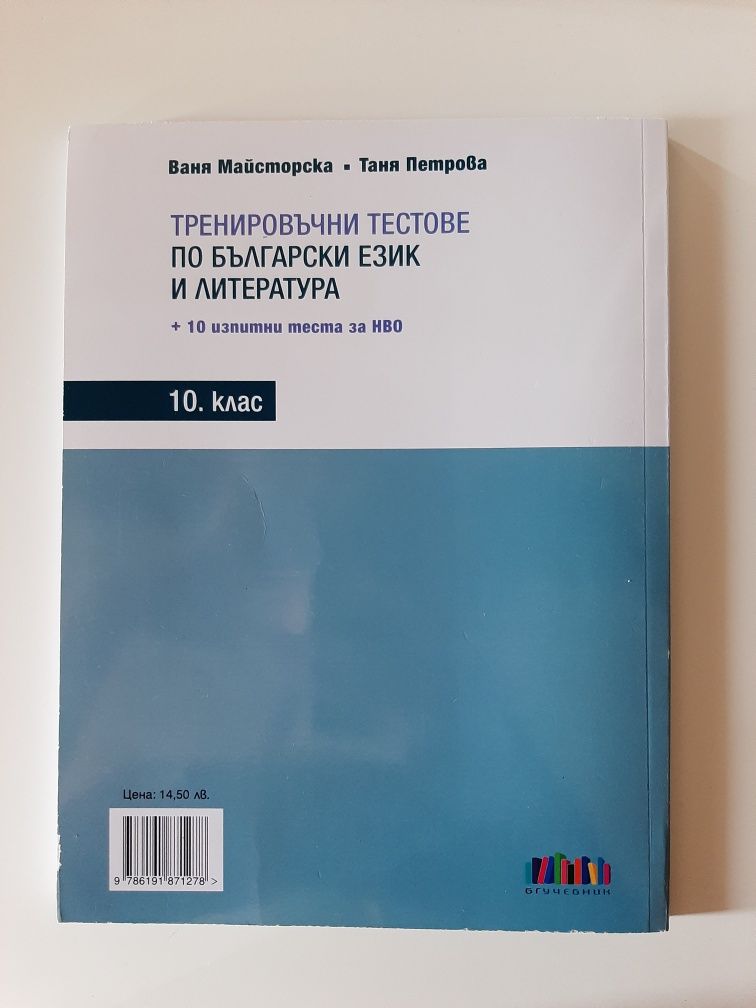 Ваня Майсторска ▪ Таня Петрова
ТРЕНИРОВЪЧНИ ТЕСТОВЕ
ПО БЪЛГАРСКИ ЕЗИК
И ЛИТЕРАТУРА
+ 10 изпитни теста за НВО
10. клас
Цена: 14,50 лв.
9 786191 871278 >
БГУЧЕБНИК